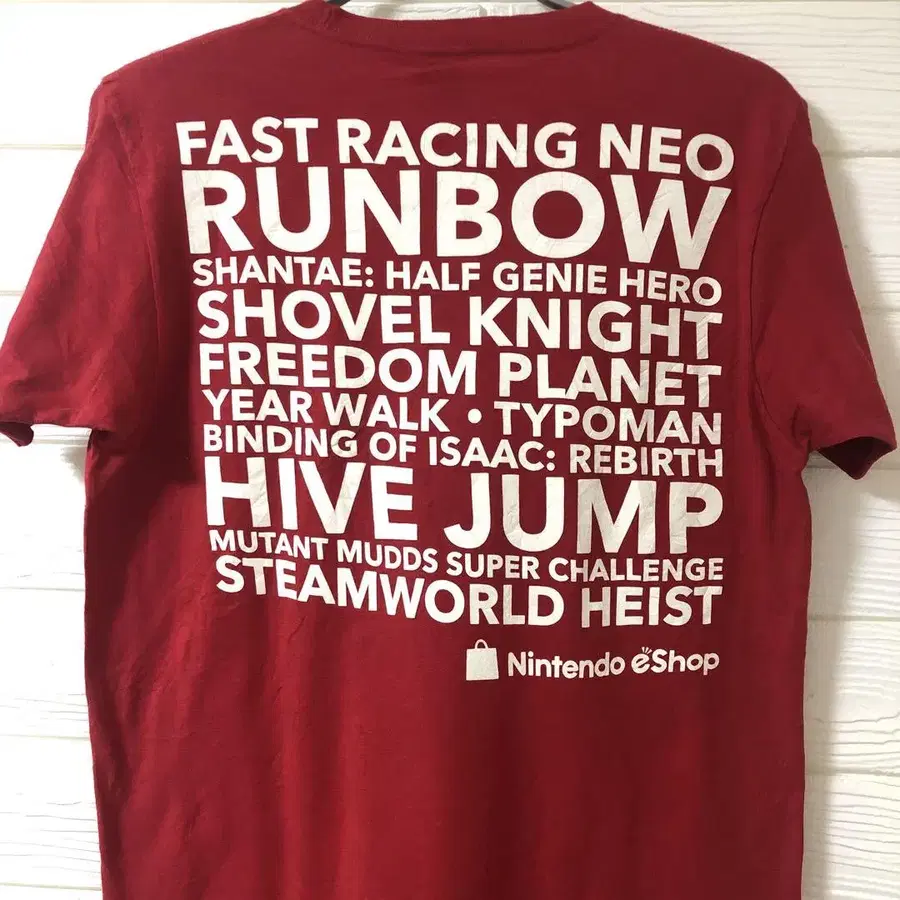 FAST RACING NEO
RUNBOW
SHANTAE: HALF GENIE HERO
SHOVEL KNIGHT
FREEDOM PLANET
YEAR WALK • TYPOMAN
BINDING OF ISAAC: REBIRTH
HIVE JUMP
MUTANT MUDDS SUPER CHALLENGE
STEAMWORLD HEIST
Nintendo eShop